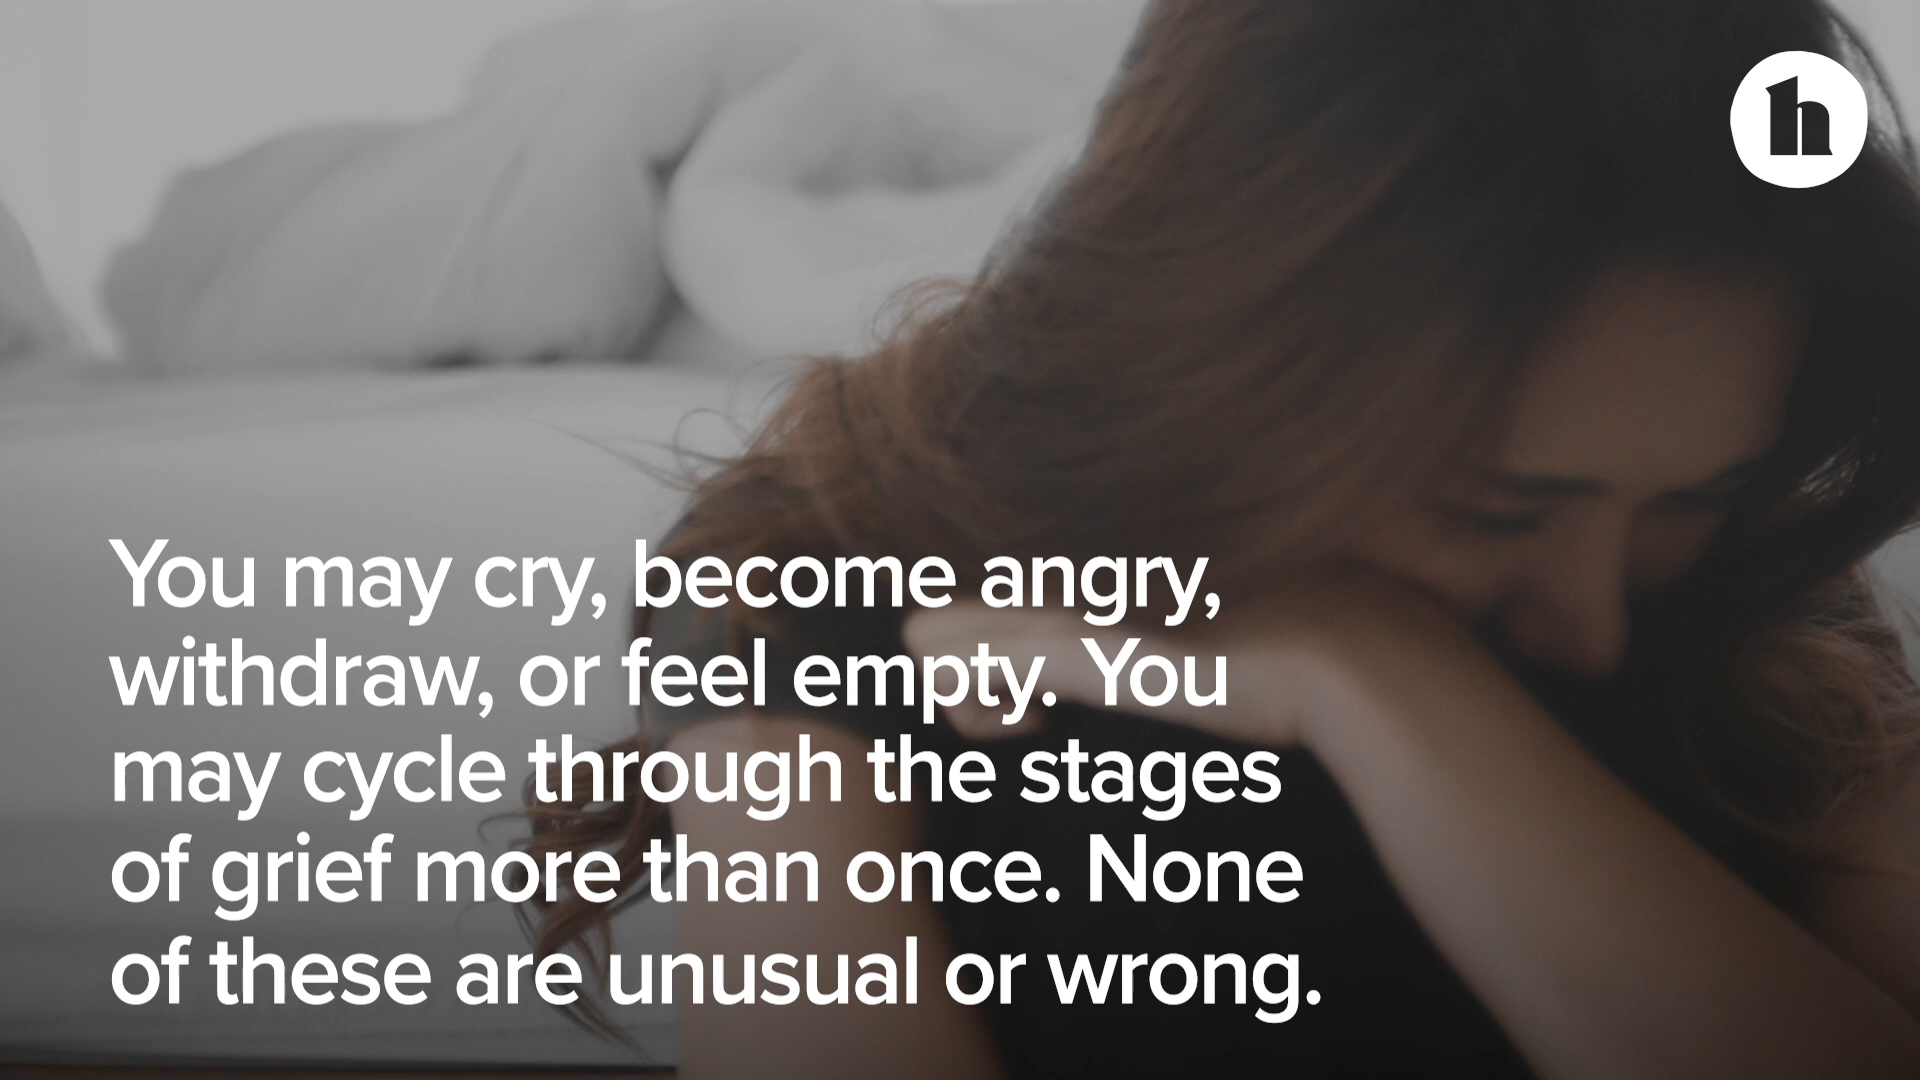 h
You may cry, become angry,
withdraw, or feel empty. You
may cycle through the stages
of grief more than once. None
of these are unusual or wrong.